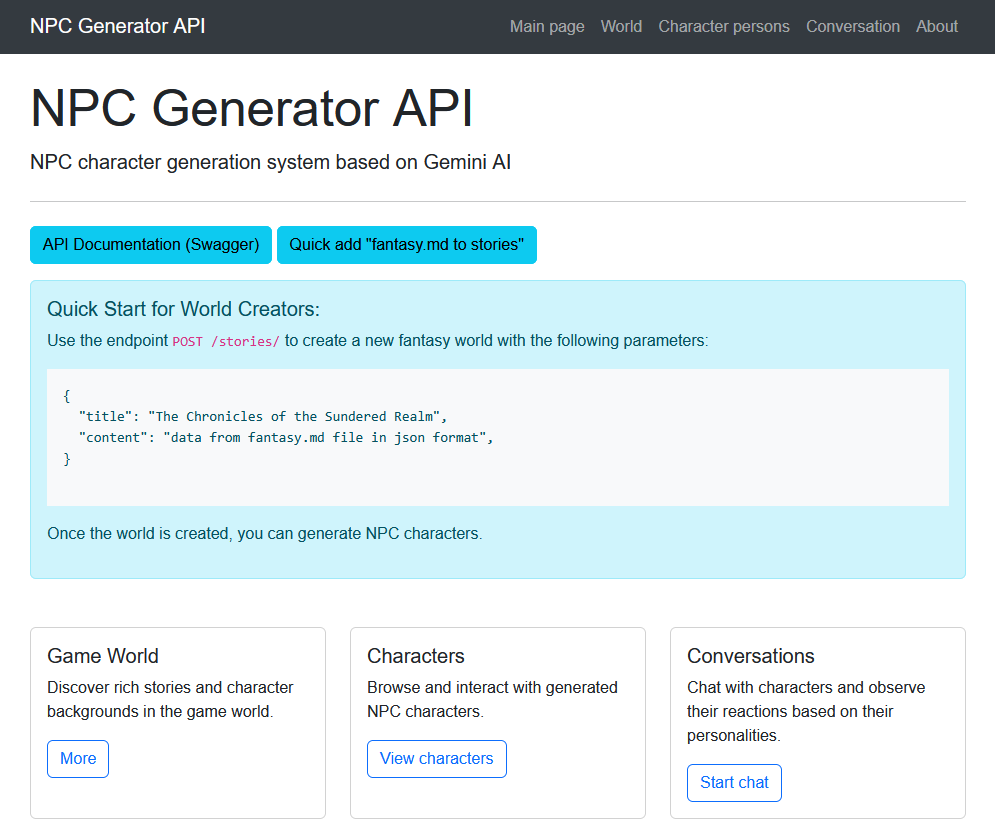 NPC Generator API
Main page World Character persons Conversation About
NPC Generator API
NPC character generation system based on Gemini AI
API Documentation (Swagger) Quick add "fantasy.md to stories"
Quick Start for World Creators:
Use the endpoint POST /stories/ to create a new fantasy world with the following parameters:
{
  "title": "The Chronicles of the Sundered Realm",
  "content": "data from fantasy.md file in json format",
}
Once the world is created, you can generate NPC characters.
Game World
Discover rich stories and character
backgrounds in the game world.
More
Characters
Browse and interact with generated
NPC characters.
View characters
Conversations
Chat with characters and observe
their reactions based on their
personalities.
Start chat